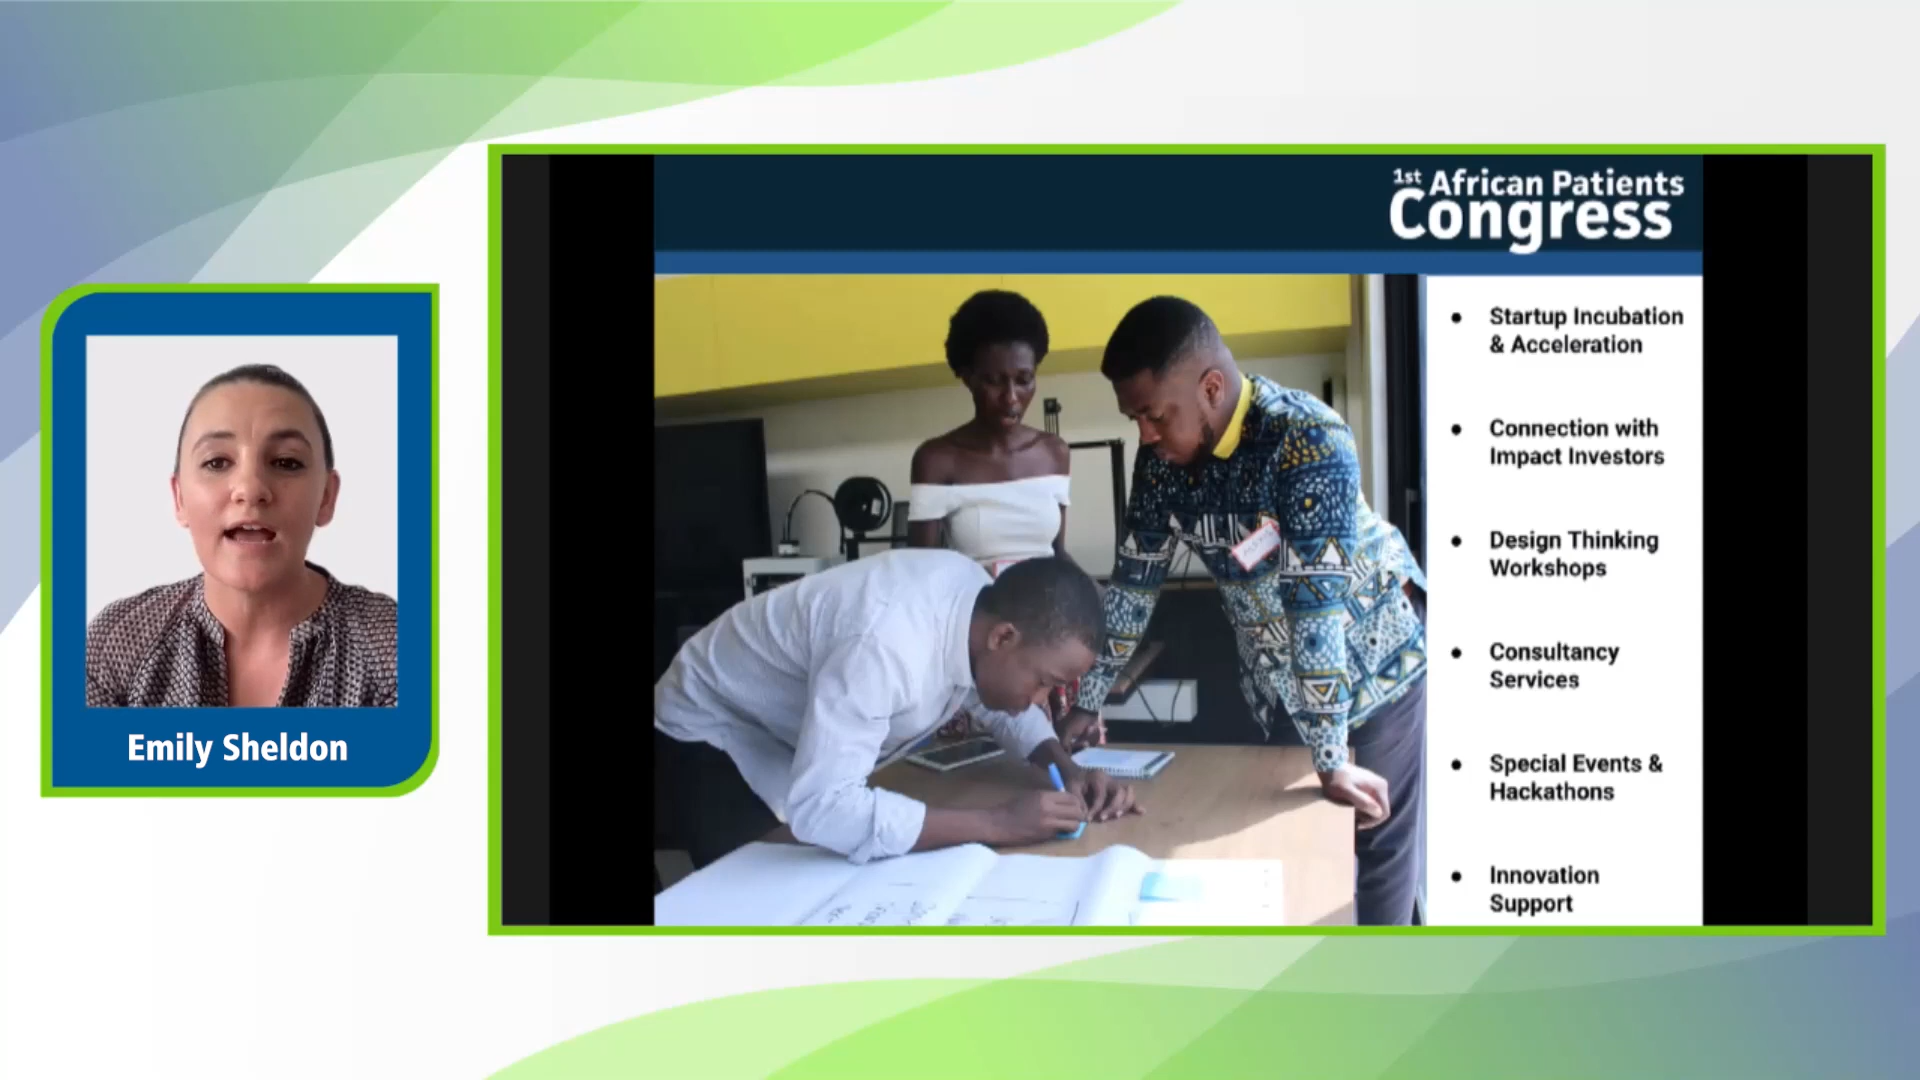 1st African Patients
Congress
Startup Incubation
& Acceleration
Connection with
Impact Investors
Design Thinking
Workshops
Consultancy
Services
Special Events &
Hackathons
Innovation
Support
Emily Sheldon